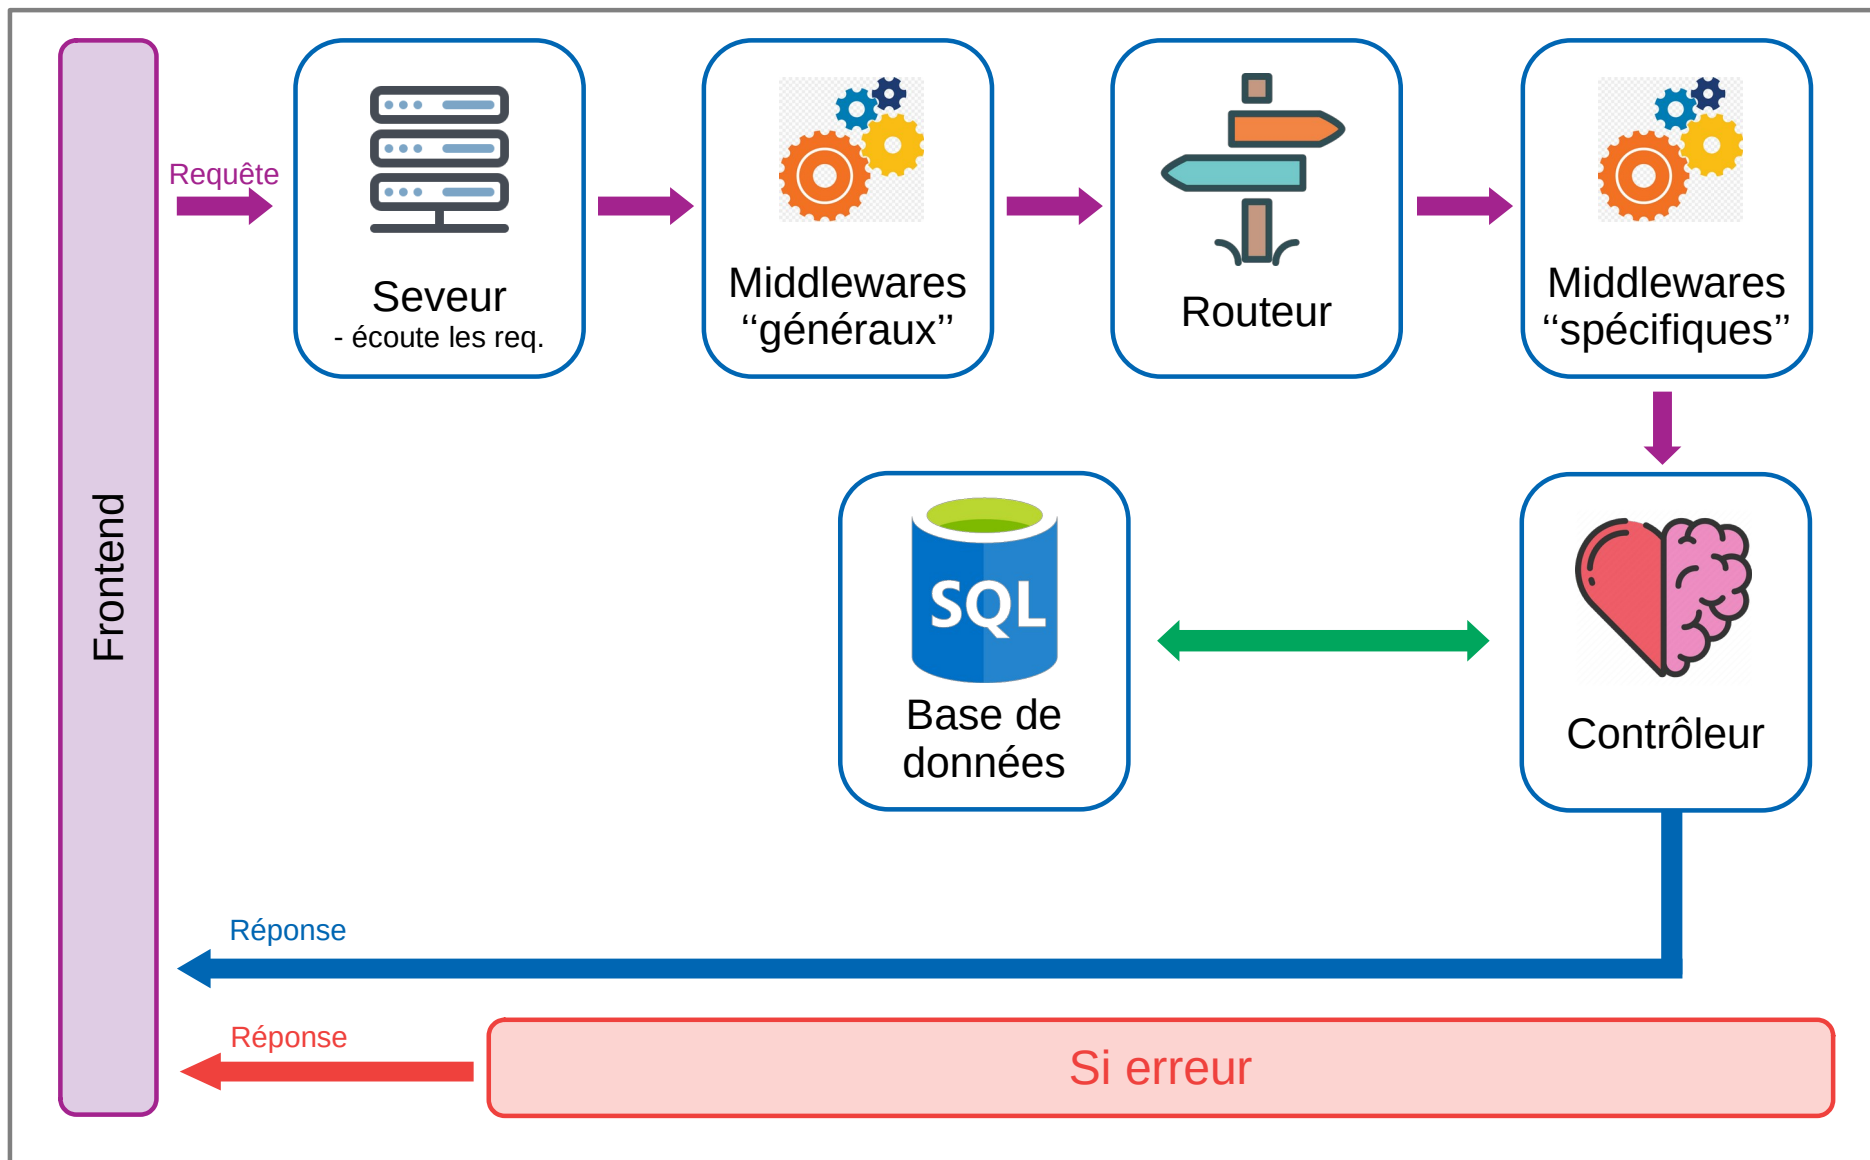 Requête
Seveur
- écoute les req.
Middlewares
“généraux”
Routeur
Middlewares
“spécifiques”
Frontend
SQL
Base de
données
Contrôleur
Réponse
Réponse
Si erreur